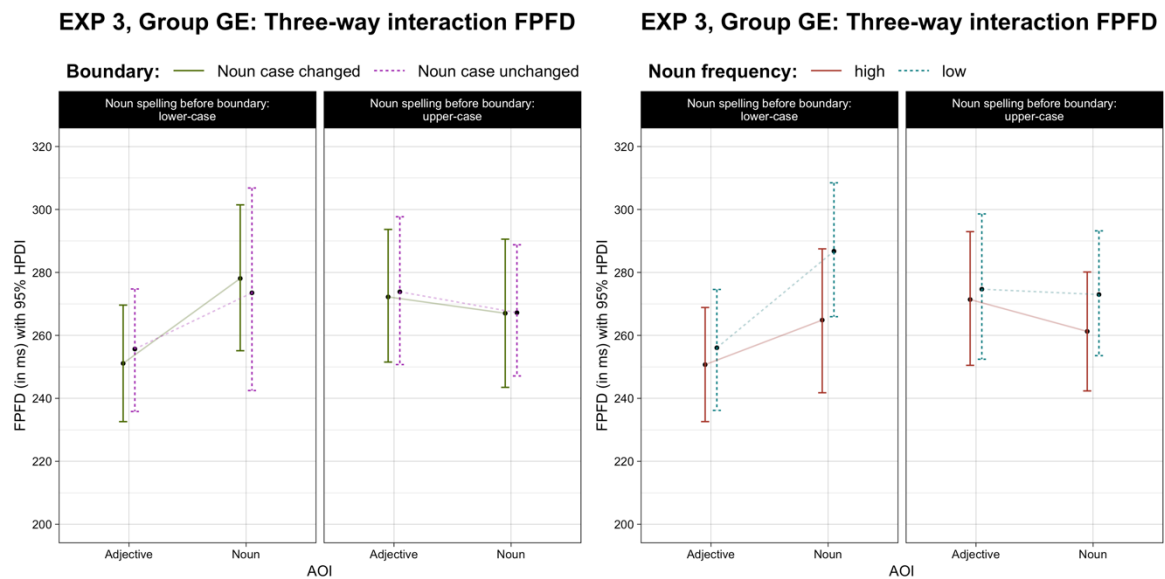 EXP 3, Group GE: Three-way interaction FPFD
Boundary: Noun case changed Noun case unchanged
Noun spelling before boundary:
lower-case
Noun spelling before boundary:
upper-case
FPFD (in ms) with 95% HPDI
320
300
280
260
240
220
200
Adjective Noun Adjective Noun
AOI
EXP 3, Group GE: Three-way interaction FPFD
Noun frequency: high low
Noun spelling before boundary:
lower-case
Noun spelling before boundary:
upper-case
FPFD (in ms) with 95% HPDI
320
300
280
260
240
220
200
Adjective Noun Adjective Noun
AOI